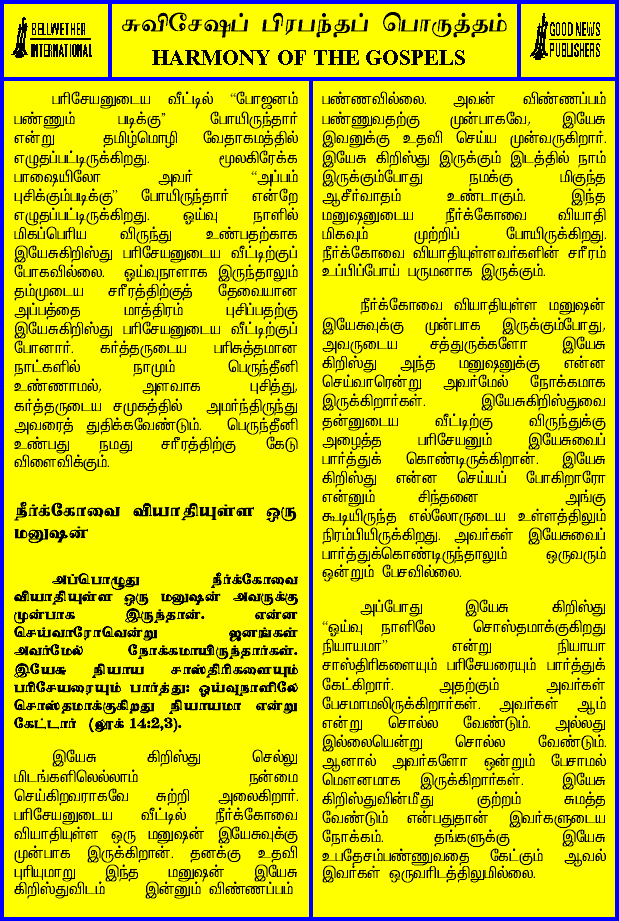 BELLWETHER
INTERNATIONAL
சுவிசேஷப் பிரபந்தப் பொருத்தம்
HARMONY OF THE GOSPELS
GOOD NEWS
PUBLISHERS
பரிசேயனுடைய வீட்டில் “போஜனம்
பண்ணும் படிக்கு” போயிருந்தார்
என்று தமிழ்மொழி வேதாகமத்தில்
எழுதப்பட்டிருக்கிறது. மூலகிரேக்க
பாஷையிலோ அவர் “அப்பம்
புசிக்கும்படிக்கு” போயிருந்தார் என்றே
எழுதப்பட்டிருக்கிறது. ஓய்வு நாளில்
மிகப்பெரிய விருந்து உண்பதற்காக
இயேசுகிறிஸ்து பரிசேயனுடைய வீட்டிற்குப்
போகவில்லை. ஓய்வுநாளாக இருந்தாலும்
தம்முடைய சரீரத்திற்குத் தேவையான
அப்பத்தை மாத்திரம் புசிப்பதற்கு
இயேசுகிறிஸ்து பரிசேயனுடைய வீட்டிற்குப்
போனார். கர்த்தருடைய பரிசுத்தமான
நாட்களில் நாமும் பெருந்தீனி
உண்ணாமல், அளவாக புசித்து,
கர்த்தருடைய சமுகத்தில் அமர்ந்திருந்து
அவரைத் துதிக்கவேண்டும். பெருந்தீனி
உண்பது நமது சரீரத்திற்கு கேடு
விளைவிக்கும்.
நீர்க்கோவை வியாதியுள்ள ஒரு
மனுஷன்
அப்பொழுது நீர்க்கோவை
வியாதியுள்ள ஒரு மனுஷன் அவருக்கு
முன்பாக இருந்தான். என்ன
செய்வாரோவென்று ஜனங்கள்
அவர்மேல் நோக்கமாயிருந்தார்கள்.
இயேசு நியாய சாஸ்திரிகளையும்
பரிசேயரையும் பார்த்து: ஓய்வுநாளிலே
சொஸ்தமாக்குகிறது நியாயமா என்று
கேட்டார் (லூக் 14:2,3).
இயேசு கிறிஸ்து செல்லு
மிடங்களிலெல்லாம் நன்மை
செய்கிறவராகவே சுற்றி அலைகிறார்.
பரிசேயனுடைய வீட்டில் நீர்க்கோவை
வியாதியுள்ள ஒரு மனுஷன் இயேசுவுக்கு
முன்பாக இருக்கிறான். தனக்கு உதவி
புரியுமாறு இந்த மனுஷன் இயேசு
கிறிஸ்துவிடம் இன்னும் விண்ணப்பம்
பண்ணவில்லை. அவன் விண்ணப்பம்
பண்ணுவதற்கு முன்பாகவே, இயேசு
இவனுக்கு உதவி செய்ய முன்வருகிறார்.
இயேசு கிறிஸ்து இருக்கும் இடத்தில் நாம்
இருக்கும்போது நமக்கு மிகுந்த
ஆசீர்வாதம் உண்டாகும். இந்த
மனுஷனுடைய நீர்க்கோவை வியாதி
மிகவும் முற்றிப் போயிருக்கிறது.
நீர்க்கோவை வியாதியுள்ளவர்களின் சரீரம்
உப்பிப்போய் பருமனாக இருக்கும்.
நீர்க்கோவை வியாதியுள்ள மனுஷன்
இயேசுவுக்கு முன்பாக இருக்கும்போது,
அவருடைய சத்துருக்களோ இயேசு
கிறிஸ்து அந்த மனுஷனுக்கு என்ன
செய்வாரென்று அவர்மேல் நோக்கமாக
இருக்கிறார்கள். இயேசுகிறிஸ்துவை
தன்னுடைய வீட்டிற்கு விருந்துக்கு
அழைத்த பரிசேயனும் இயேசுவைப்
பார்த்துக் கொண்டிருக்கிறான். இயேசு
கிறிஸ்து என்ன செய்யப் போகிறாரோ
என்னும் சிந்தனை அங்கு
கூடியிருந்த எல்லோருடைய உள்ளத்திலும்
நிரம்பியிருக்கிறது. அவர்கள் இயேசுவைப்
பார்த்துக்கொண்டிருந்தாலும் ஒருவரும்
ஒன்றும் பேசவில்லை.
அப்போது இயேசு கிறிஸ்து
“ஓய்வு நாளிலே சொஸ்தமாக்குகிறது
நியாயமா” என்று நியாயா
சாஸ்திரிகளையும் பரிசேயரையும் பார்த்துக்
கேட்கிறார். அதற்கும் அவர்கள்
பேசமாமலிருக்கிறார்கள். அவர்கள் ஆம்
என்று சொல்ல வேண்டும். அல்லது
இல்லையென்று சொல்ல வேண்டும்.
ஆனால் அவர்களோ ஒன்றும் பேசாமல்
மௌனமாக இருக்கிறார்கள். இயேசு
கிறிஸ்துவின்மீது குற்றம் சுமத்த
வேண்டும் என்பதுதான் இவர்களுடைய
நோக்கம். தங்களுக்கு இயேசு
உபதேசம்பண்ணுவதை கேட்கும் ஆவல்
இவர்கள் ஒருவரிடத்திலுமில்லை.